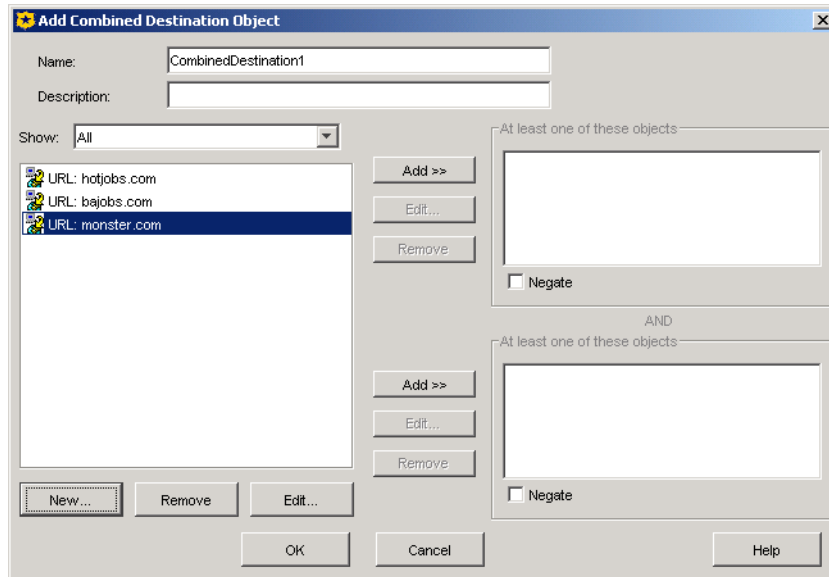 Add Combined Destination Object
Name: CombinedDestination1
Description:
Show: All
URL: hotjobs.com
URL: bajobs.com
URL: monster.com
New...
Remove
Edit...
Add >>
Edit...
Remove
At least one of these objects
Negate
AND
Add >>
Edit...
Remove
At least one of these objects
Negate
OK
Cancel
Help